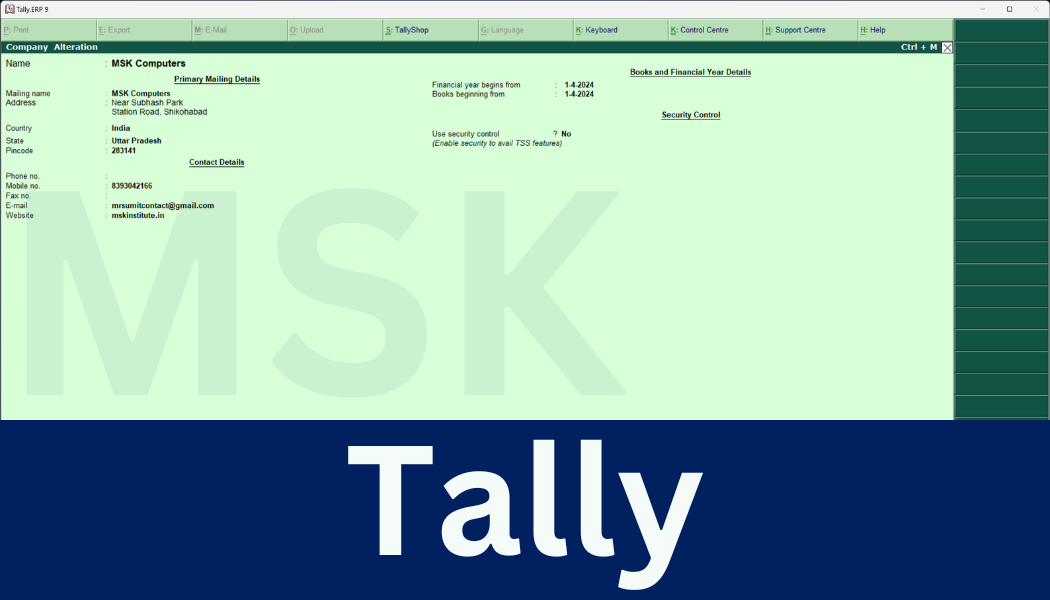 Tally.ERP 9
P: Print E: Export M: E-Mail O: Upload S: TallyShop G: Language K: Keyboard K: Control Centre H: Support Centre H: Help
Company Alteration Ctrl + M
Name : MSK Computers
Primary Mailing Details
Mailing name : MSK Computers
Address : Near Subhash Park
Station Road, Shikohabad
Country : India
State : Uttar Pradesh
Pincode : 283141
Contact Details
Phone no. :
Mobile no. : 8393042166
Fax no. :
E-mail : mrsumitcontact@gmail.com
Website : mskinstitute.in
Books and Financial Year Details
Financial year begins from : 1-4-2024
Books beginning from : 1-4-2024
Security Control
Use security control ? No
(Enable security to avail TSS features)
MSK
Tally